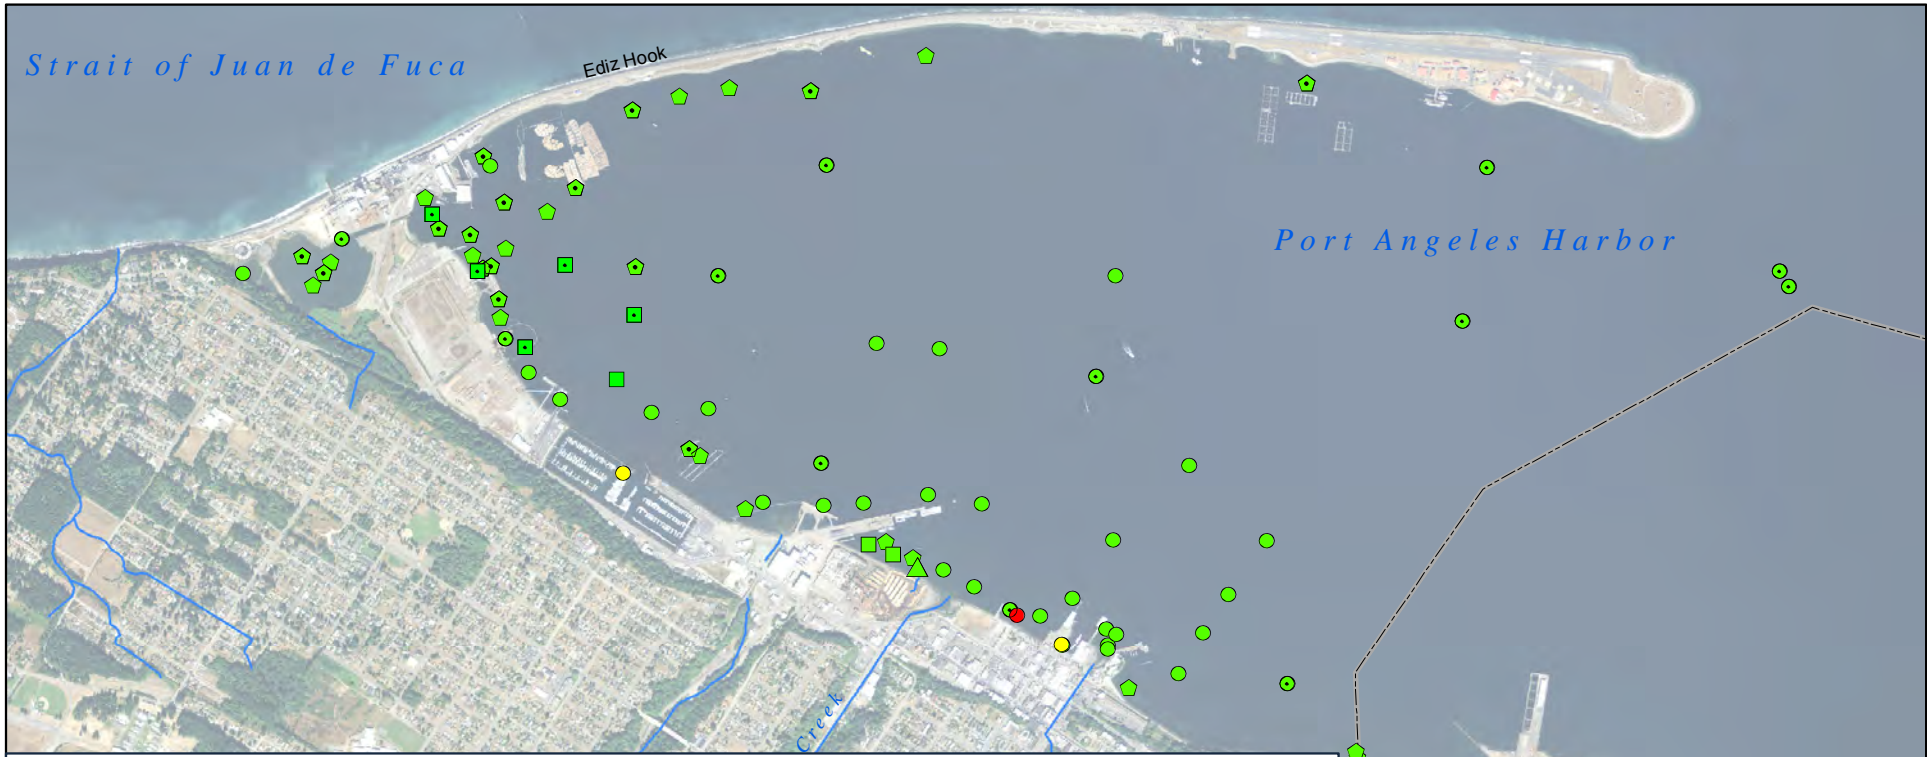 Strait of Juan de Fuca
Ediz Hook
Port Angeles Harbor
Creek